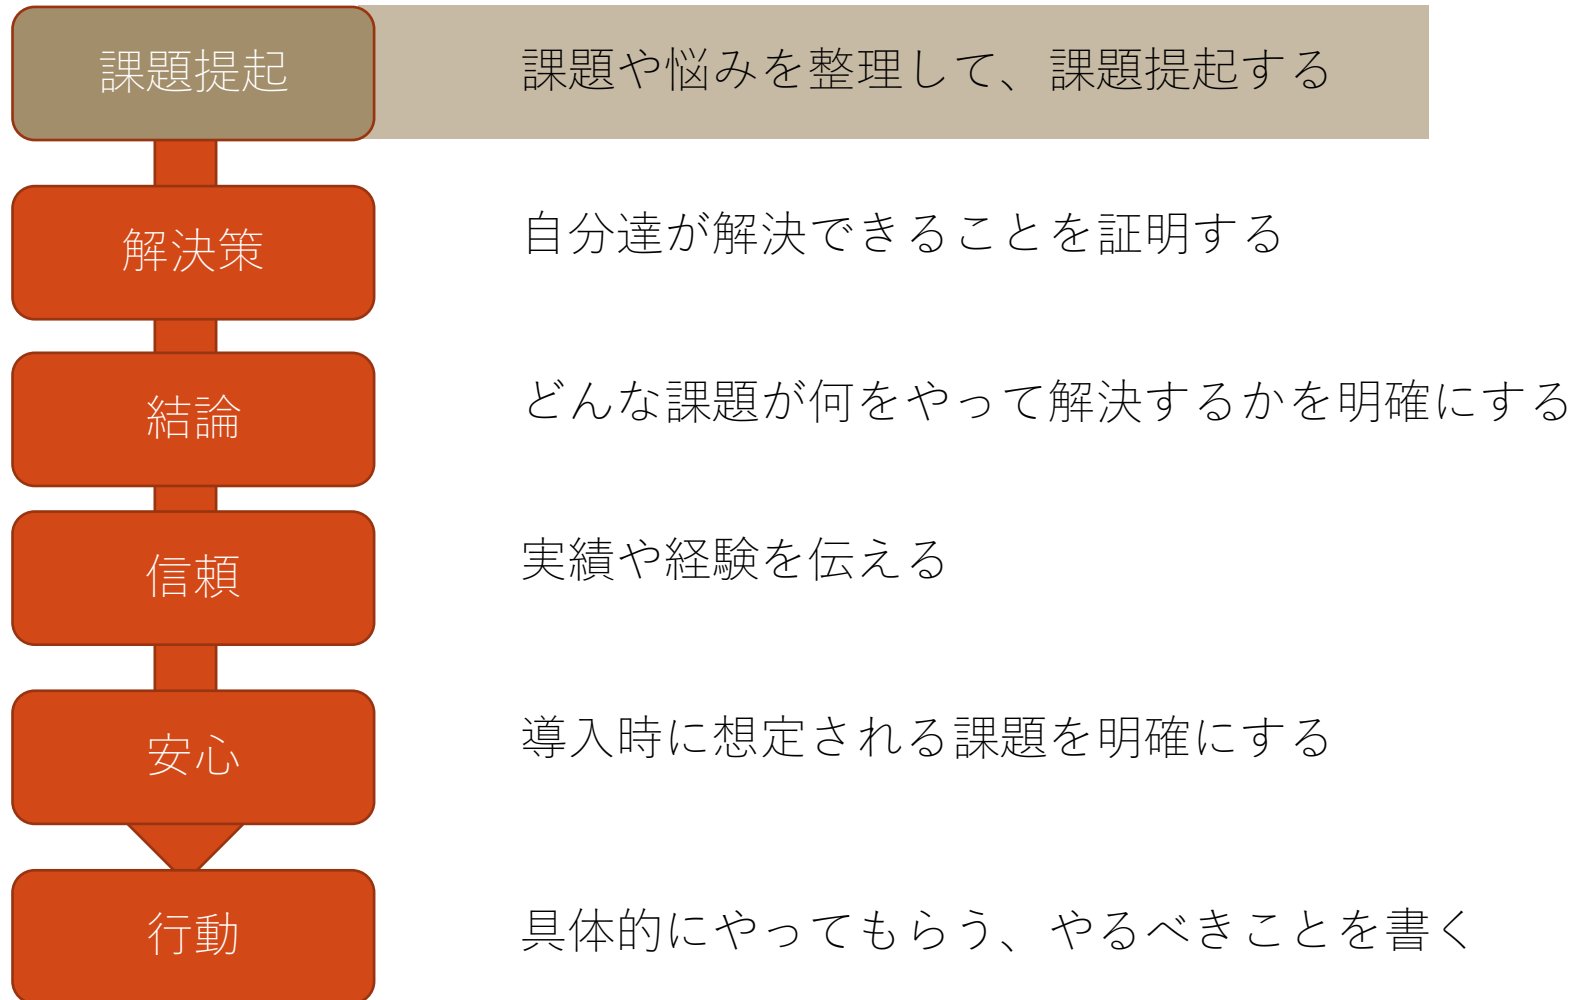 課題提起
課題や悩みを整理して、課題提起する
解決策
自分達が解決できることを証明する
結論
どんな課題が何をやって解決するかを明確にする
信頼
実績や経験を伝える
安心
導入時に想定される課題を明確にする
行動
具体的にやってもらう、やるべきことを書く